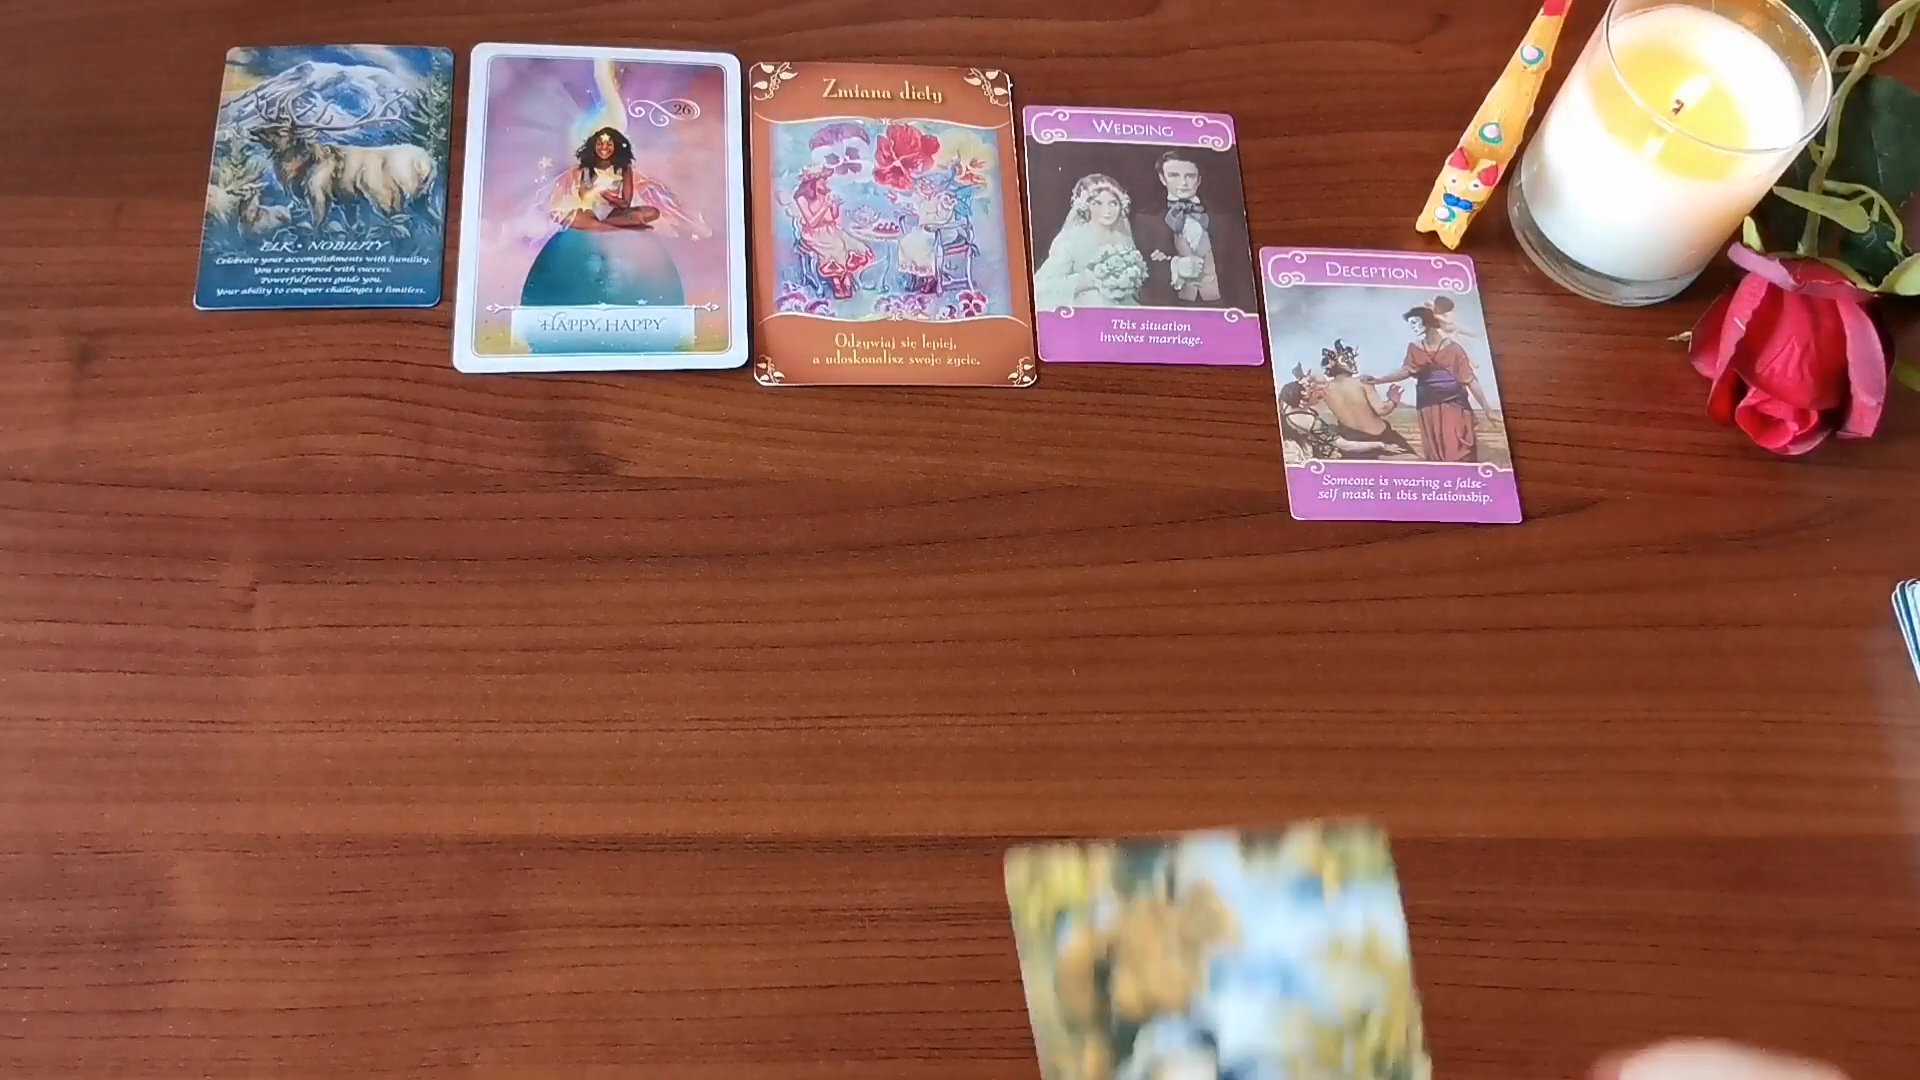 ELK • NOBILITY
Celebrate your accomplishments with humility.
You are crowned with success.
Powerful forces guide you.
Your ability to conquer challenges is limitless.
26
HAPPY, HAPPY
Zmiana diety
Odżywiaj się lepiej,
a udoskonalisz swoje życie.
WEDDING
This situation
involves marriage.
DECEPTION
Someone is wearing a false-
self mask in this relationship.